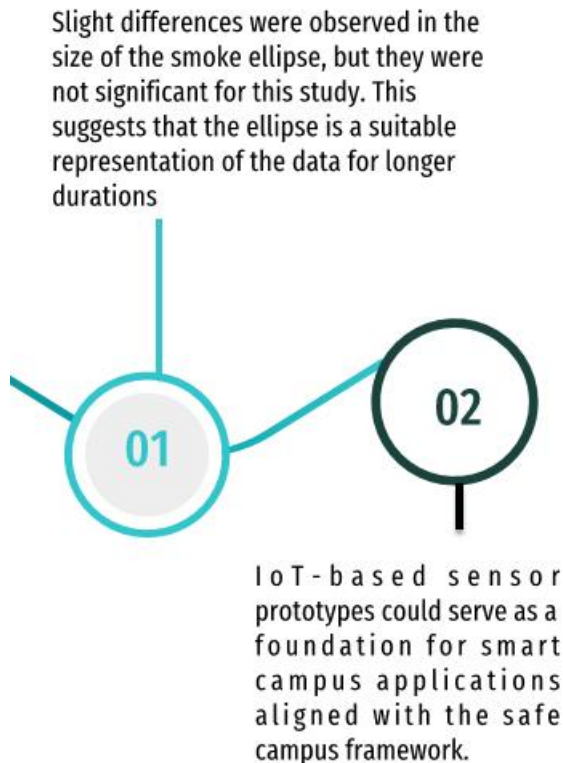 Slight differences were observed in the
size of the smoke ellipse, but they were
not significant for this study. This
suggests that the ellipse is a suitable
representation of the data for longer
durations
01
02
IoT-based sensor
prototypes could serve as a
foundation for smart
campus applications
aligned with the safe
campus framework.